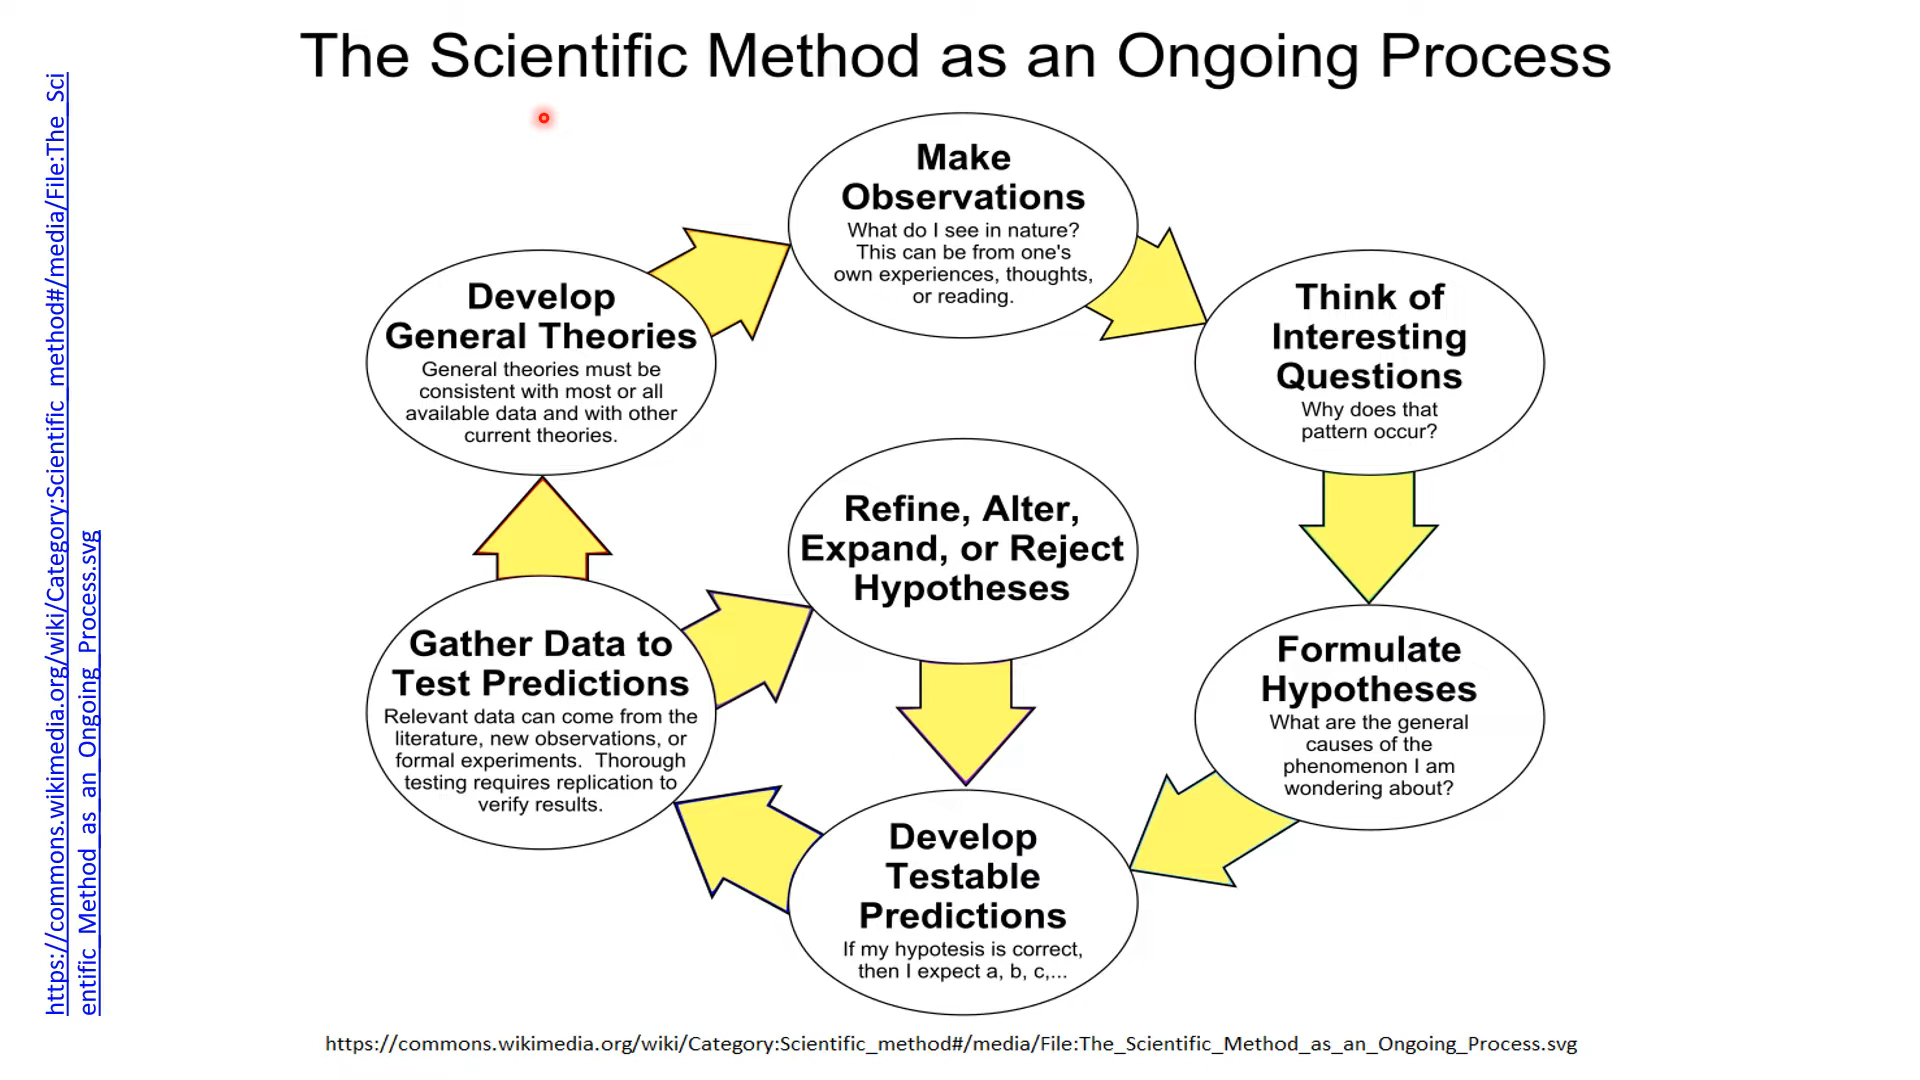 The Scientific Method as an Ongoing Process
Make
Observations
What do I see in nature?
This can be from one's
own experiences, thoughts,
or reading.
Think of
Interesting
Questions
Why does that
pattern occur?
Formulate
Hypotheses
What are the general
causes of the
phenomenon I am
wondering about?
Develop
Testable
Predictions
If my hypotesis is correct,
then I expect a, b, c,...
Gather Data to
Test Predictions
Relevant data can come from the
literature, new observations, or
formal experiments.  Thorough
testing requires replication to
verify results.
Refine, Alter,
Expand, or Reject
Hypotheses
Develop
General Theories
General theories must be
consistent with most or all
available data and with other
current theories.
https://commons.wikimedia.org/wiki/Category:Scientific_method#/media/File:The_Sci
entific_Method_as_an_Ongoing_Process.svg
https://commons.wikimedia.org/wiki/Category:Scientific_method#/media/File:The_Scientific_Method_as_an_Ongoing_Process.svg